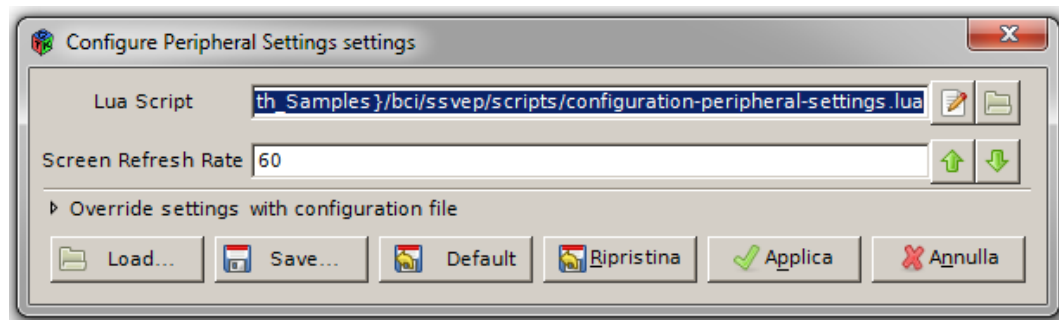 Configure Peripheral Settings settings
Lua Script th_Samples}/bci/ssvep/scripts/configuration-peripheral-settings.lua
Screen Refresh Rate 60
Override settings with configuration file
Load... Save... Default Ripristina Applica Annulla